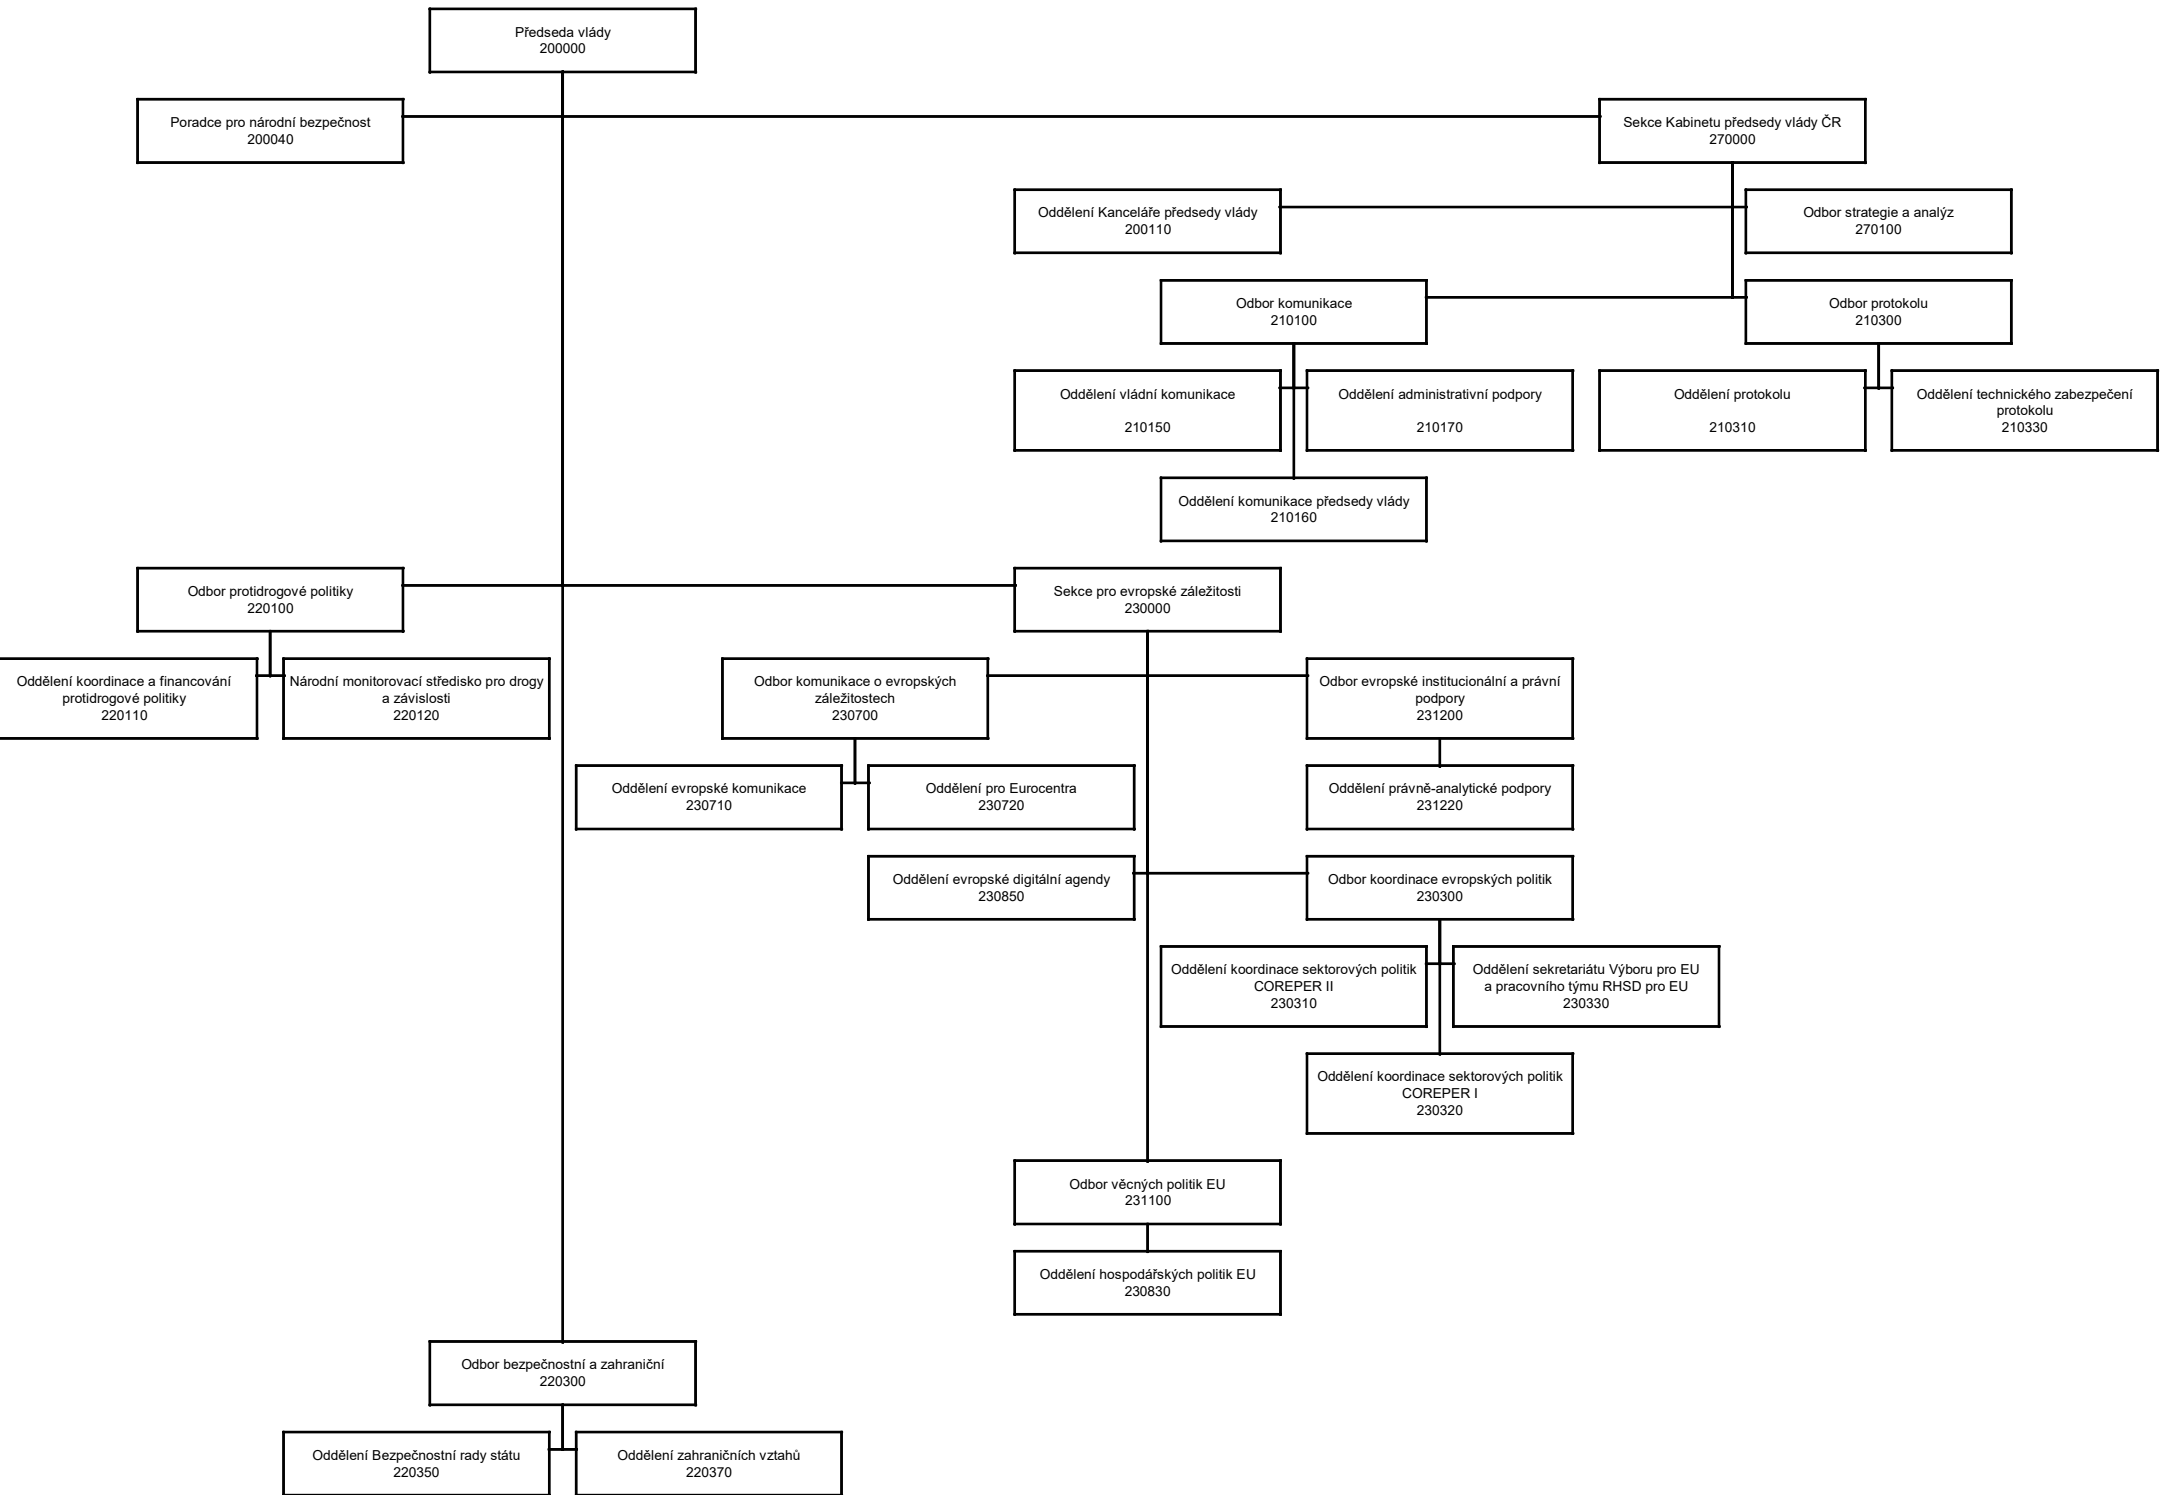 Předseda vlády
200000
Poradce pro národní bezpečnost
200040
Sekce Kabinetu předsedy vlády ČR
270000
Oddělení Kanceláře předsedy vlády
200110
Odbor strategie a analýz
270100
Odbor komunikace
210100
Odbor protokolu
210300
Oddělení vládní komunikace
210150
Oddělení administrativní podpory
210170
Oddělení protokolu
210310
Oddělení technického zabezpečení
protokolu
210330
Oddělení komunikace předsedy vlády
210160
Odbor protidrogové politiky
220100
Sekce pro evropské záležitosti
230000
Oddělení koordinace a financování
protidrogové politiky
220110
Národní monitorovací středisko pro drogy
a závislosti
220120
Odbor komunikace o evropských
záležitostech
230700
Odbor evropské institucionální a právní
podpory
231200
Oddělení evropské komunikace
230710
Oddělení pro Eurocentra
230720
Oddělení právně-analytické podpory
231220
Oddělení evropské digitální agendy
230850
Odbor koordinace evropských politik
230300
Oddělení koordinace sektorových politik
COREPER II
230310
Oddělení sekretariátu Výboru pro EU
a pracovního týmu RHSD pro EU
230330
Oddělení koordinace sektorových politik
COREPER I
230320
Odbor věcných politik EU
231100
Oddělení hospodářských politik EU
230830
Odbor bezpečnostní a zahraniční
220300
Oddělení Bezpečnostní rady státu
220350
Oddělení zahraničních vztahů
220370